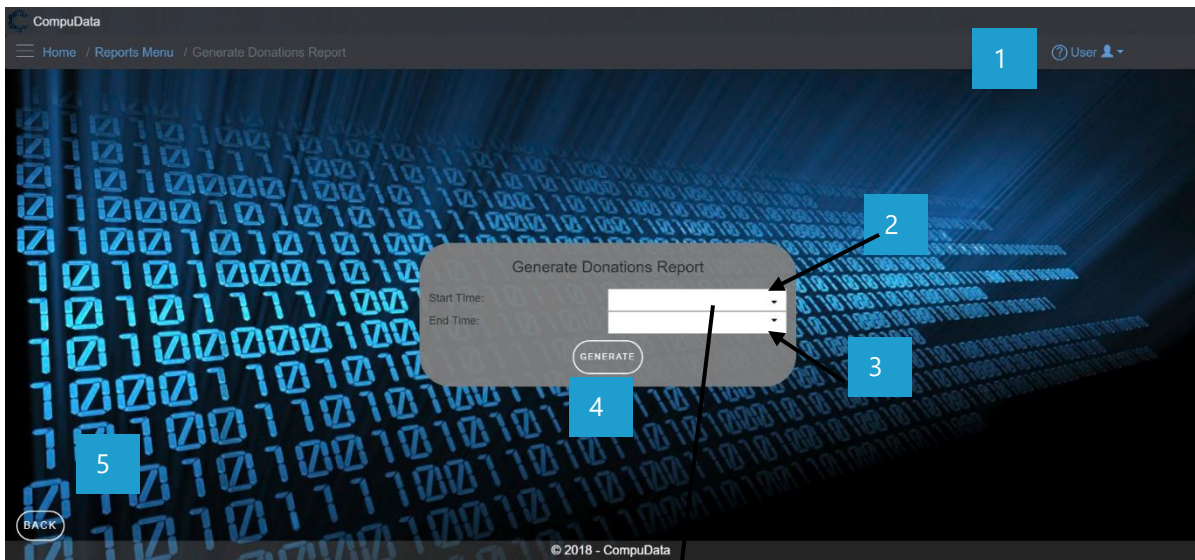 CompuData
Home / Reports Menu / Generate Donations Report
1
User
2
Generate Donations Report
Start TIme:
End Time:
3
GENERATE
4
5
BACK
© 2018 - CompuData